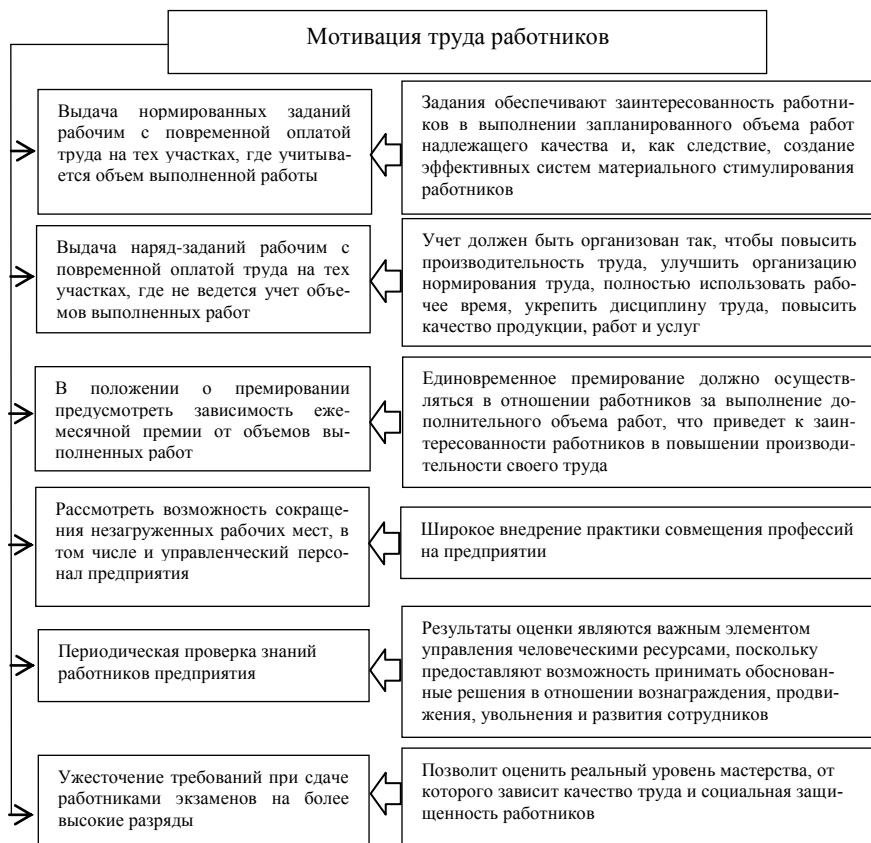 Мотивация труда работников
Выдача нормированных заданий
рабочим с повременной оплатой
труда на тех участках, где учитыва-
ется объем выполненной работы
Задания обеспечивают заинтересованность работни-
ков в выполнении запланированного объема работ
надлежащего качества и, как следствие, создание
эффективных систем материального стимулирования
работников
Выдача наряд-заданий рабочим с
повременной оплатой труда на тех
участках, где не ведется учет объе-
мов выполненных работ
Учет должен быть организован так, чтобы повысить
производительность труда, улучшить организацию
нормирования труда, полностью использовать рабо-
чее время, укрепить дисциплину труда, повысить
качество продукции, работ и услуг
В положении о премировании
предусмотреть зависимость еже-
месячной премии от объемов вы-
полненных работ
Единовременное премирование должно осуществ-
ляться в отношении работников за выполнение до-
полнительного объема работ, что приведет к заин-
тересованности работников в повышении производи-
тельности своего труда
Рассмотреть возможность сокраще-
ния незагруженных рабочих мест, в
том числе и управленческий персо-
нал предприятия
Широкое внедрение практики совмещения профессий
на предприятии
Периодическая проверка знаний
работников предприятия
Результаты оценки являются важным элементом
управления человеческими ресурсами, поскольку
предоставляют возможность принимать обоснован-
ные решения в отношении вознаграждения, продви-
жения, увольнения и развития сотрудников
Ужесточение требований при сдаче
работниками экзаменов на более
высокие разряды
Позволит оценить реальный уровень мастерства, от
которого зависит качество труда и социальная защи-
щенность работников